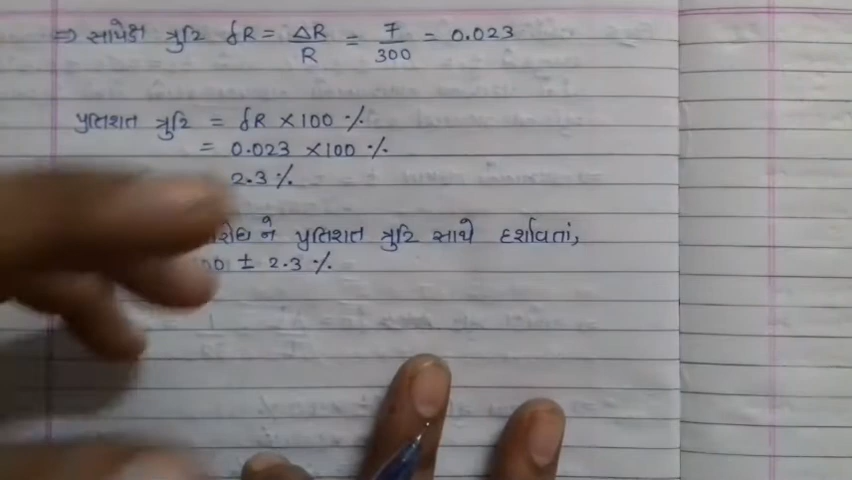 ⇒ સાપેક્ષ ત્રુટિ δR = ΔR / R = 7 / 300 = 0.023
પ્રતિશત ત્રુટિ = δR × 100 %
= 0.023 × 100 %
2.3 %
ને પ્રતિશત ત્રુટિ સાથે દર્શાવતાં,
00 ± 2.3 %